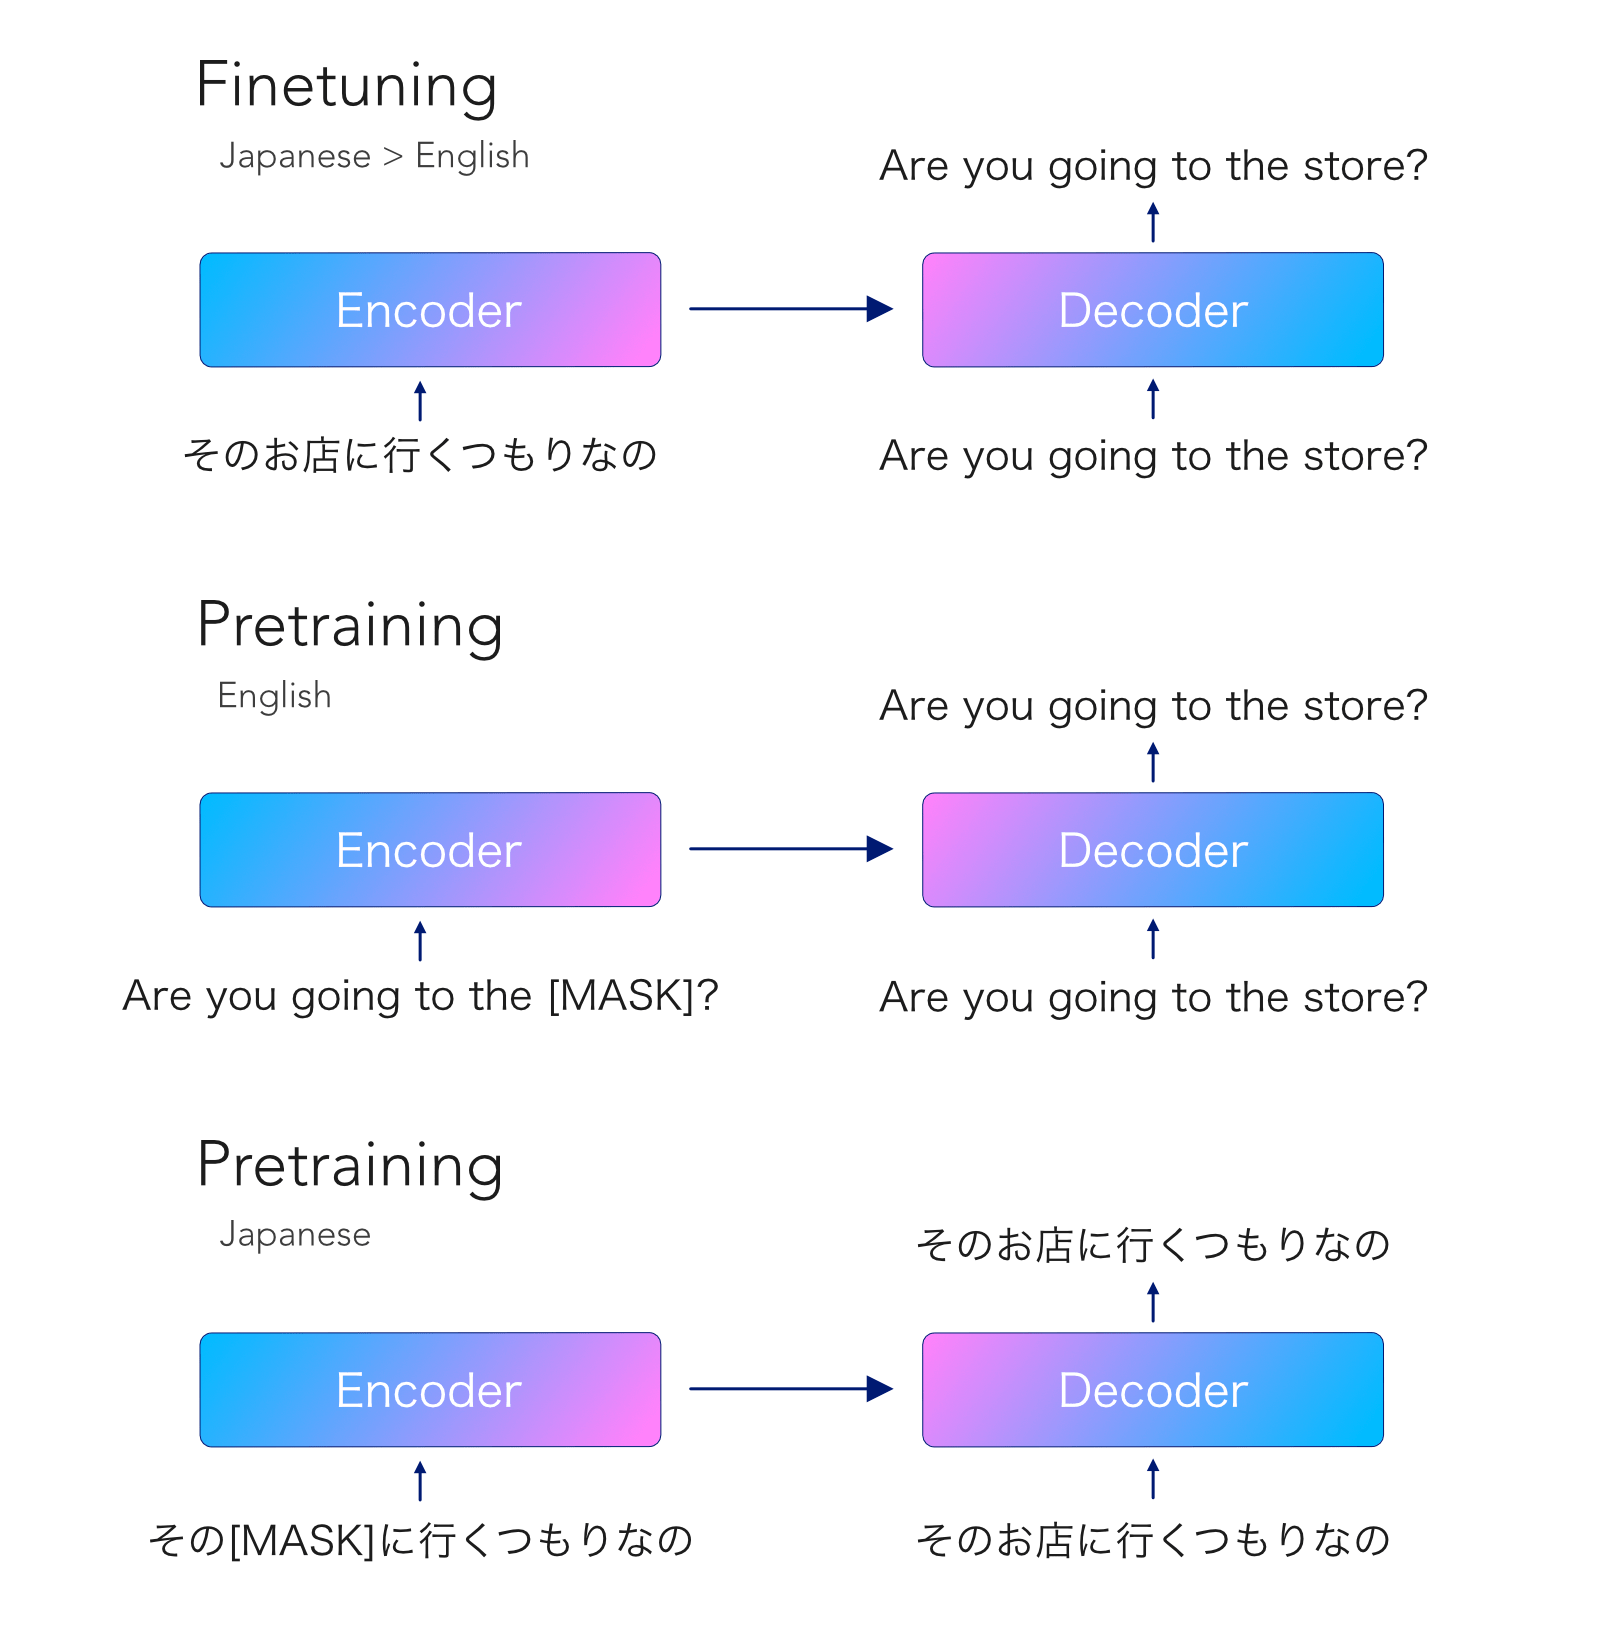 Finetuning
Japanese > English
Are you going to the store?
Encoder
Decoder
そのお店に行くつもりなの
Are you going to the store?
Pretraining
English
Are you going to the store?
Encoder
Decoder
Are you going to the [MASK]?
Are you going to the store?
Pretraining
Japanese
そのお店に行くつもりなの
Encoder
Decoder
その[MASK]に行くつもりなの
そのお店に行くつもりなの